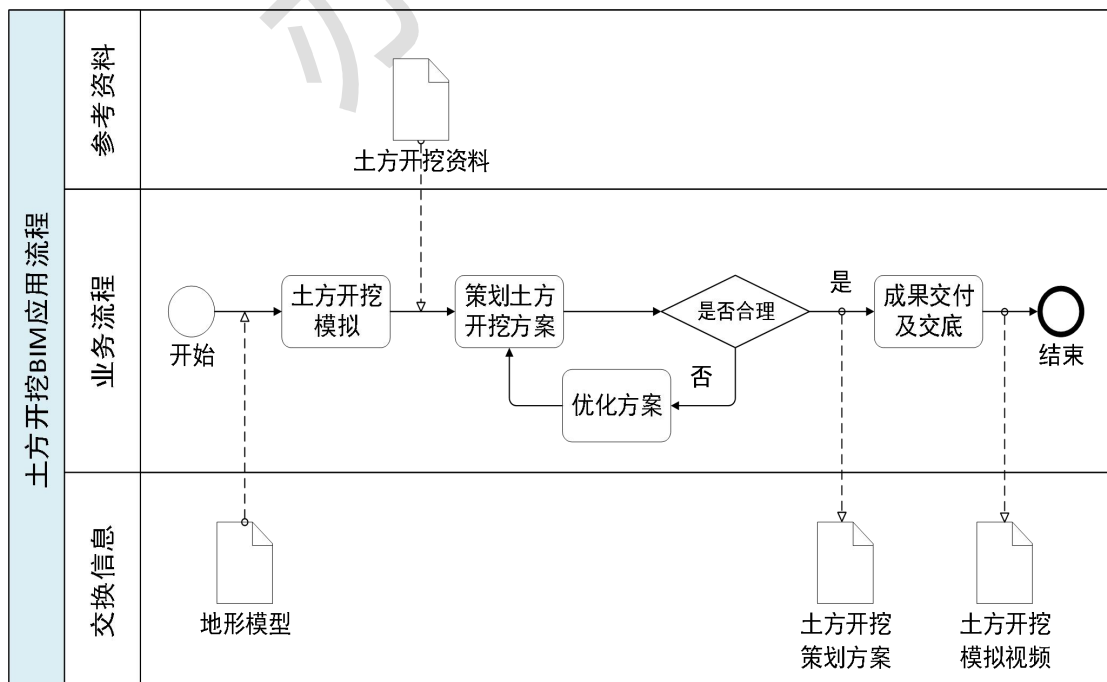 土方开挖BIM应用流程
参考资料
土方开挖资料
业务流程
开始
土方开挖
模拟
策划土方
开挖方案
是否合理
是
否
优化方案
成果交付
及交底
结束
交换信息
地形模型
土方开挖
策划方案
土方开挖
模拟视频